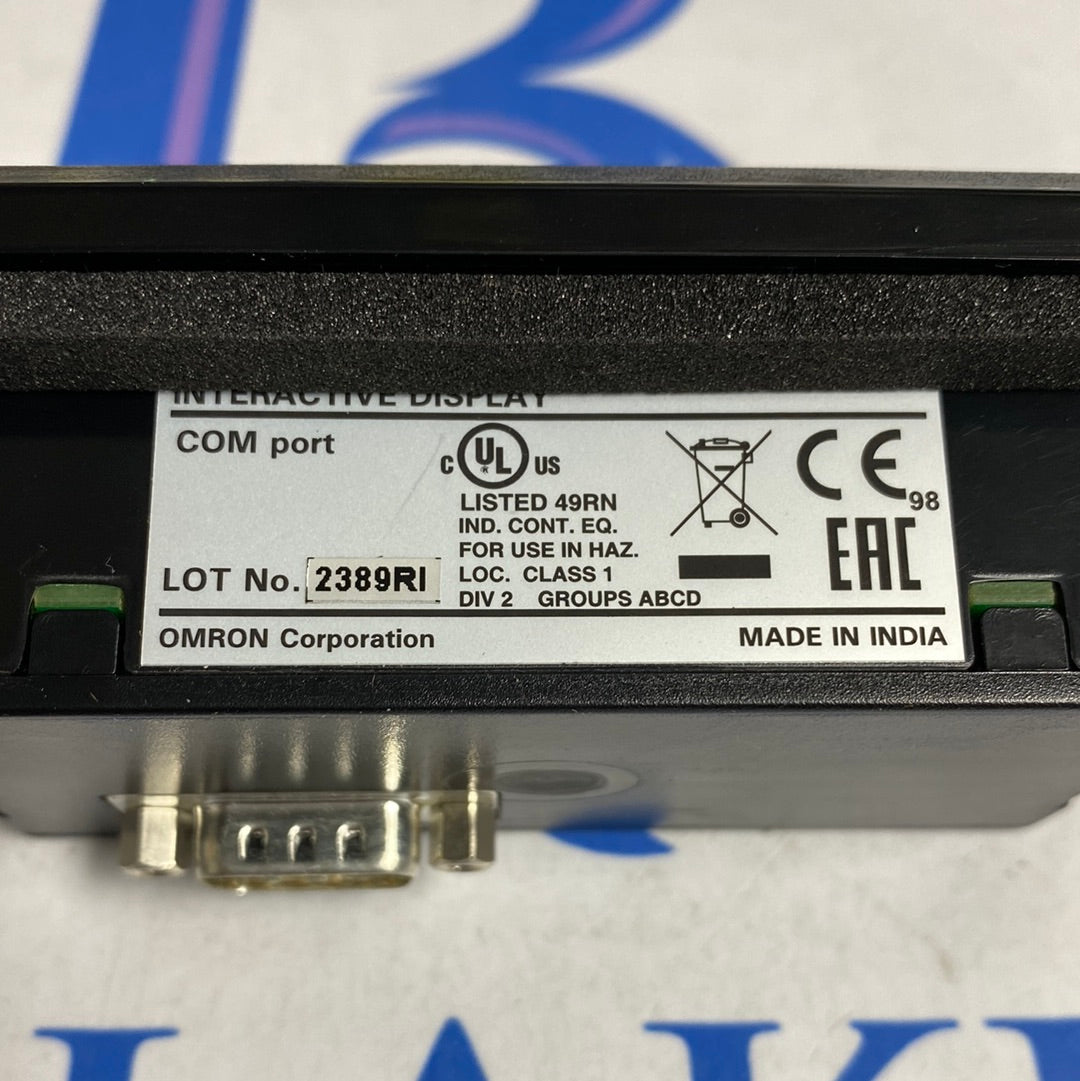 INTERACTIVE DISPLAY
COM port
C UL US
LISTED 49RN
IND. CONT. EQ.
FOR USE IN HAZ.
LOC. CLASS 1
DIV 2 GROUPS ABCD
CE 98
EAC
LOT No. 2389RI
OMRON Corporation
MADE IN INDIA